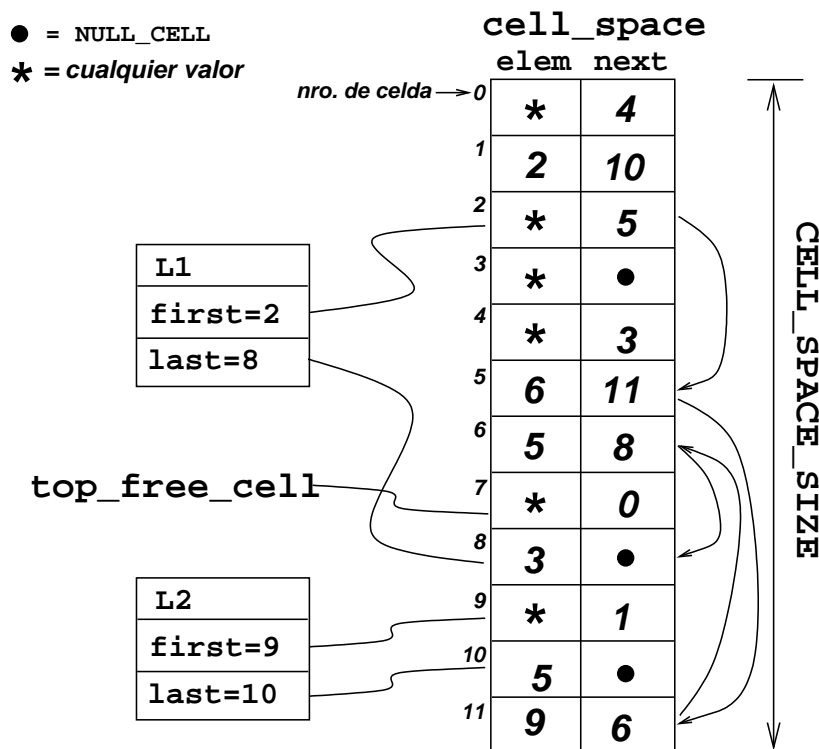 ● = NULL_CELL
* = cualquier valor
cell_space
elem next
nro. de celda
0 * 4
1 2 10
2 * 5
3 * ●
4 * 3
5 6 11
6 5 8
7 * 0
8 3 ●
9 * 1
10 5 ●
11 9 6
L1
first=2
last=8
top_free_cell
L2
first=9
last=10
CELL_SPACE_SIZE